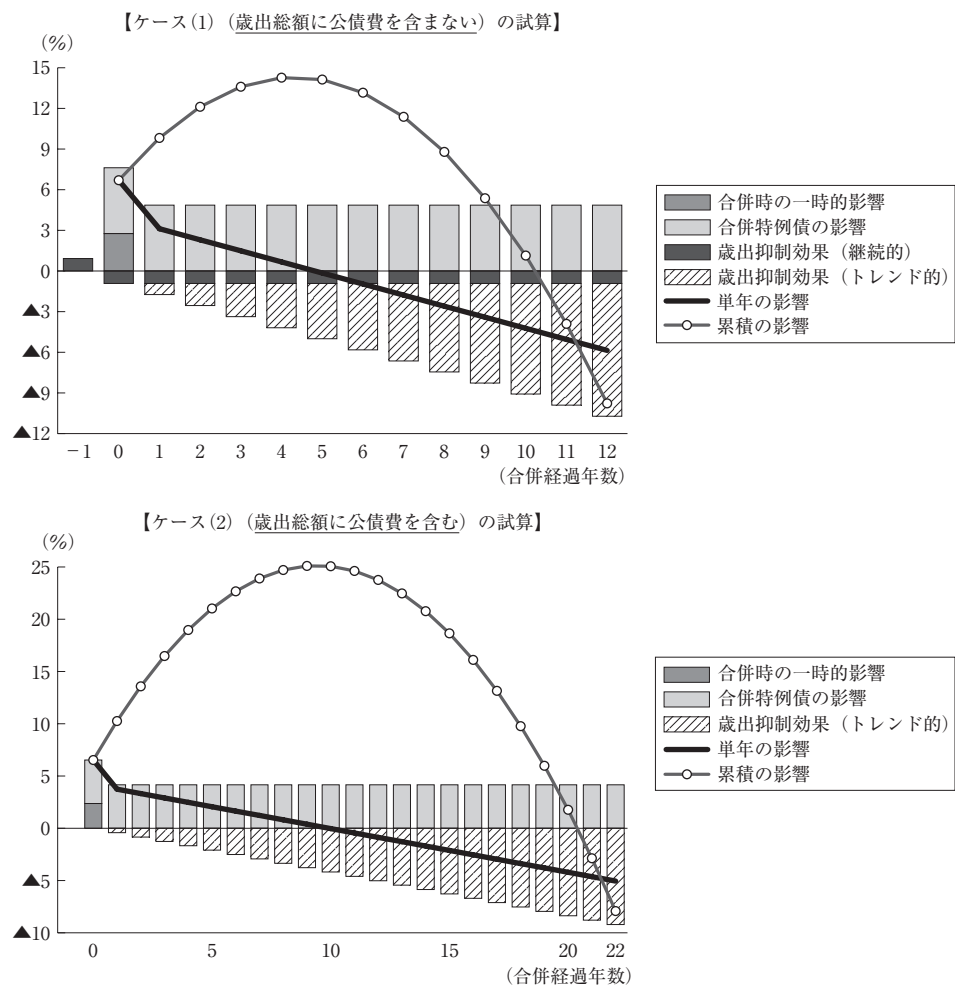 【ケース(1)（歳出総額に公債費を含まない）の試算】
（%）
15
12
9
6
3
0
▲3
▲6
▲9
▲12
－1 0 1 2 3 4 5 6 7 8 9 10 11 12
（合併経過年数）
合併時の一時的影響
合併特例債の影響
歳出抑制効果（継続的）
歳出抑制効果（トレンド的）
単年の影響
累積の影響
【ケース(2)（歳出総額に公債費を含む）の試算】
（%）
25
20
15
10
5
0
▲5
▲10
0 5 10 15 20 22
（合併経過年数）
合併時の一時的影響
合併特例債の影響
歳出抑制効果（トレンド的）
単年の影響
累積の影響